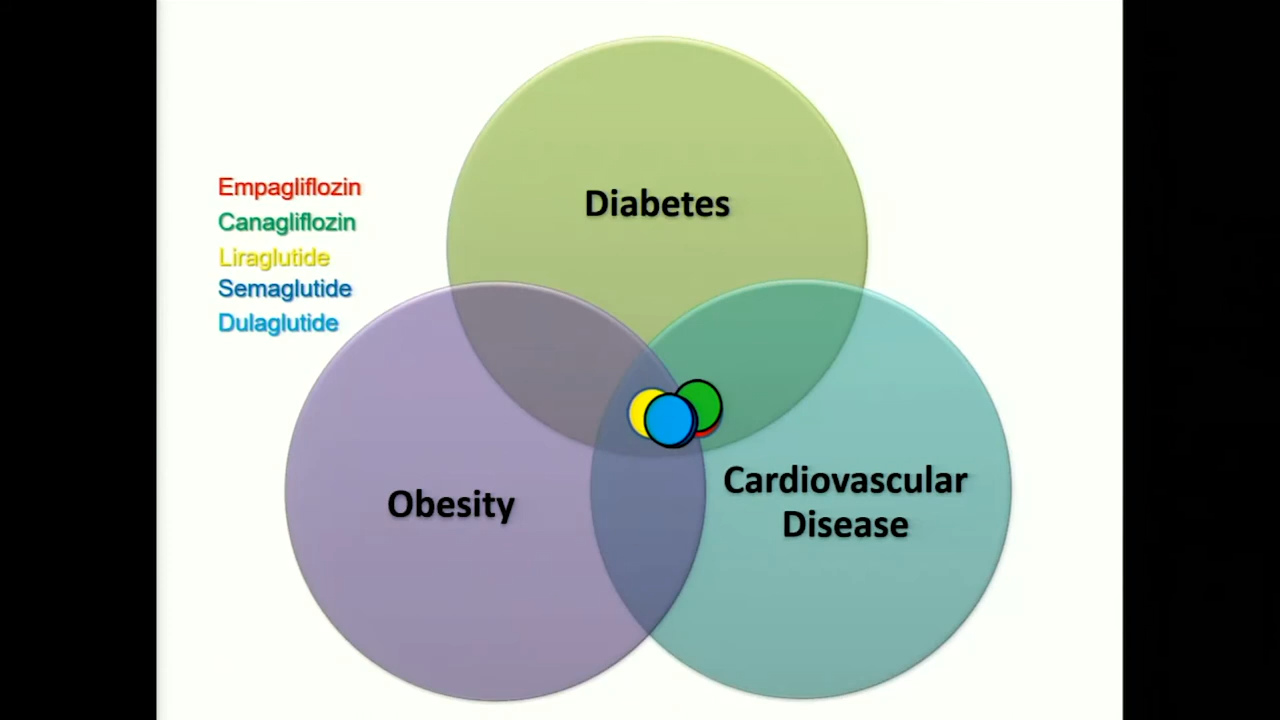 Diabetes
Empagliflozin
Canagliflozin
Liraglutide
Semaglutide
Dulaglutide
Obesity
Cardiovascular
Disease